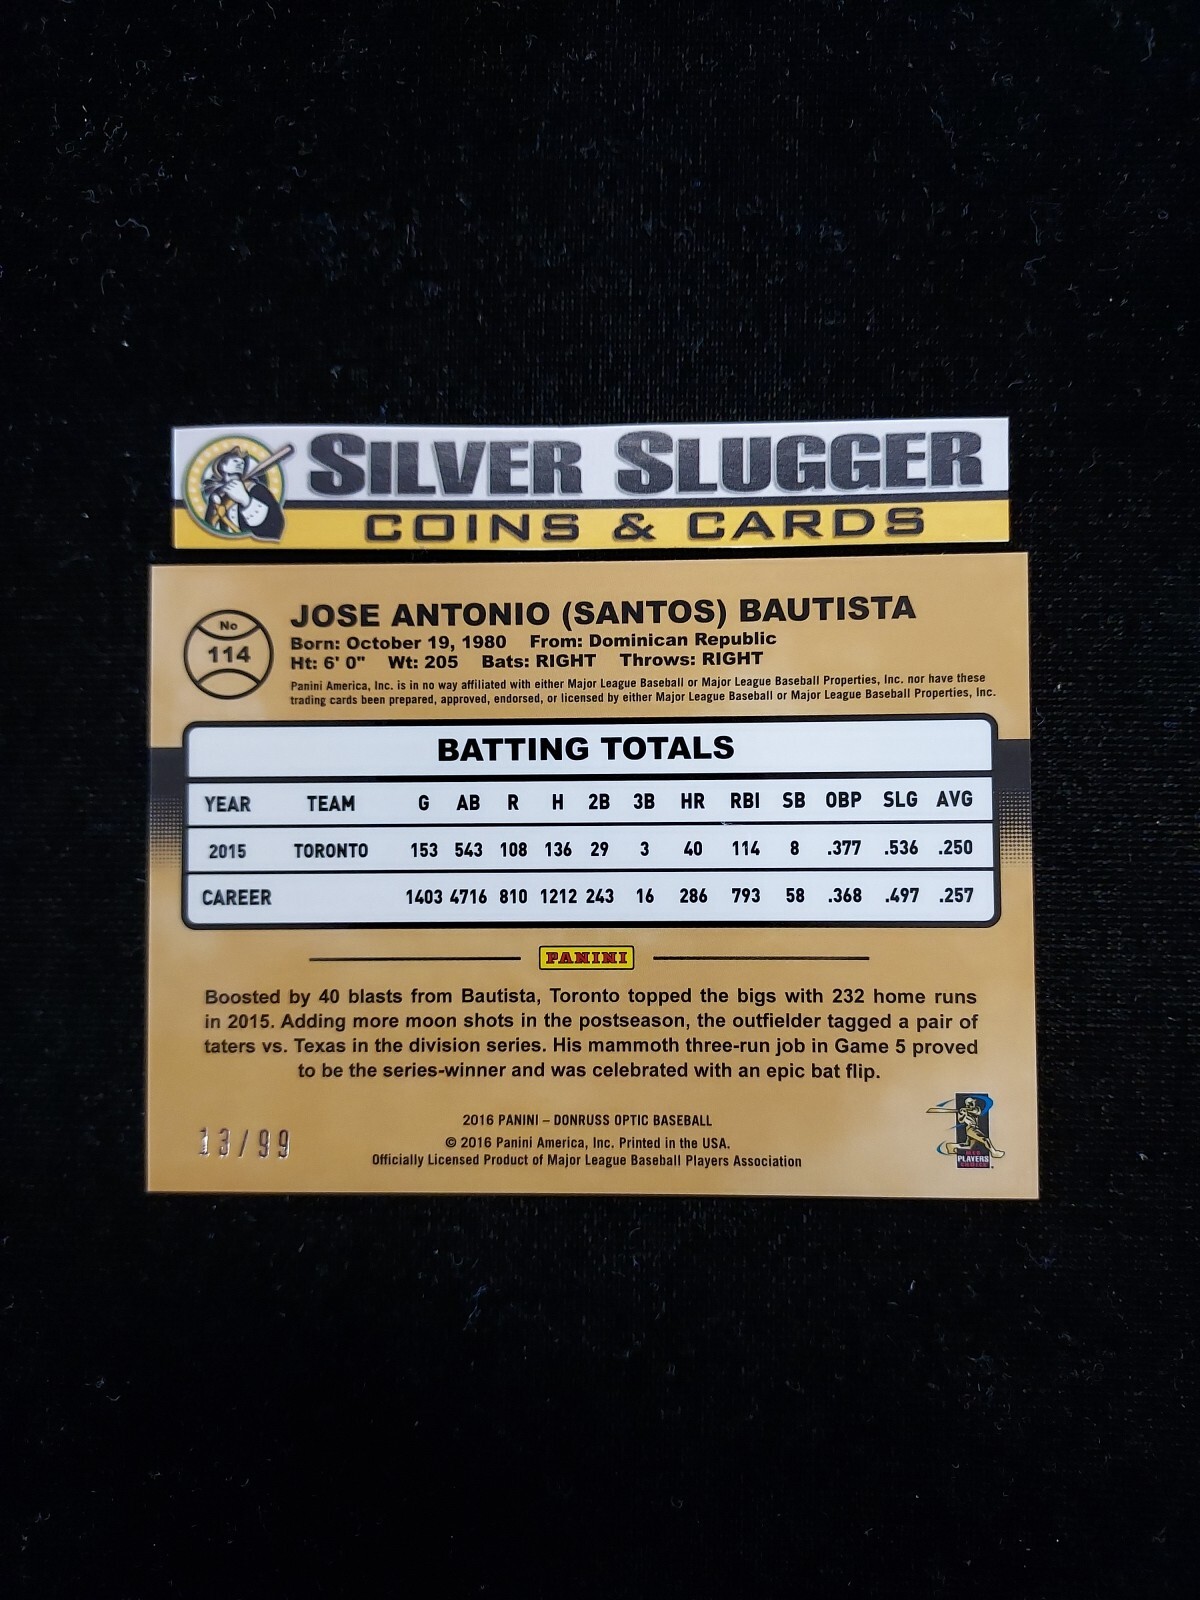 SILVER SLUGGER
COINS & CARDS
No
114
JOSE ANTONIO (SANTOS) BAUTISTA
Born: October 19, 1980 From: Dominican Republic
Ht: 6' 0" Wt: 205 Bats: RIGHT Throws: RIGHT
Panini America, Inc. is in no way affiliated with either Major League Baseball or Major League Baseball Properties, Inc. nor have these
trading cards been prepared, approved, endorsed, or licensed by either Major League Baseball or Major League Baseball Properties, Inc.
BATTING TOTALS
YEAR TEAM G AB R H 2B 3B HR RBI SB OBP SLG AVG
2015 TORONTO 153 543 108 136 29 3 40 114 8 .377 .536 .250
CAREER 1403 4716 810 1212 243 16 286 793 58 .368 .497 .257
PANINI
Boosted by 40 blasts from Bautista, Toronto topped the bigs with 232 home runs
in 2015. Adding more moon shots in the postseason, the outfielder tagged a pair of
taters vs. Texas in the division series. His mammoth three-run job in Game 5 proved
to be the series-winner and was celebrated with an epic bat flip.
13/99
2016 PANINI – DONRUSS OPTIC BASEBALL
© 2016 Panini America, Inc. Printed in the USA.
Officially Licensed Product of Major League Baseball Players Association
PLAYERS
CHOICE